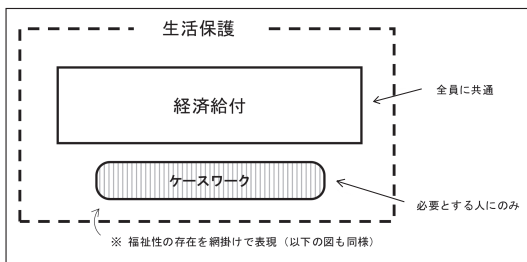 生活保護
経済給付
全員に共通
ケースワーク
必要とする人にのみ
※ 福祉性の存在を網掛けで表現（以下の図も同様）